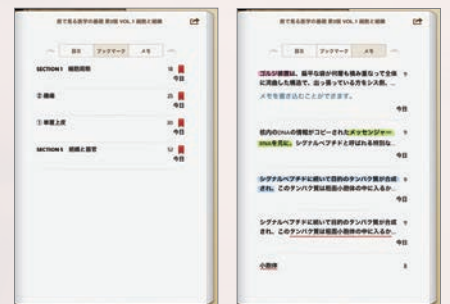 目で見る医学の基礎 第2版 VOL.1 細胞と組織
目次 ブックマーク メモ
SECTION 1 細胞周期 18
今日
② 機構 25
今日
① 単層上皮
今日
SECTION 5 組織と器官 52
今日
目で見る医学の基礎 第2版 VOL.1 細胞と組織
目次 ブックマーク メモ
ゴルジ装置は、扁平な袋が何層も積み重なって全体 9
に湾曲した構造で、出っ張っている方をシス側、...
メモを書き込むことができます。
今日
核内のDNAの情報がコピーされたメッセンジャー 9
RNAを元に、シグナルペプチドと呼ばれる特別な...
今日
シグナルペプチドに続いて目的のタンパク質が合成 9
され、このタンパク質は粗面小胞体の中に入るか...
今日
シグナルペプチドに続いて目的のタンパク質が合成 9
され、このタンパク質は粗面小胞体の中に入るか...
今日
小胞体 8